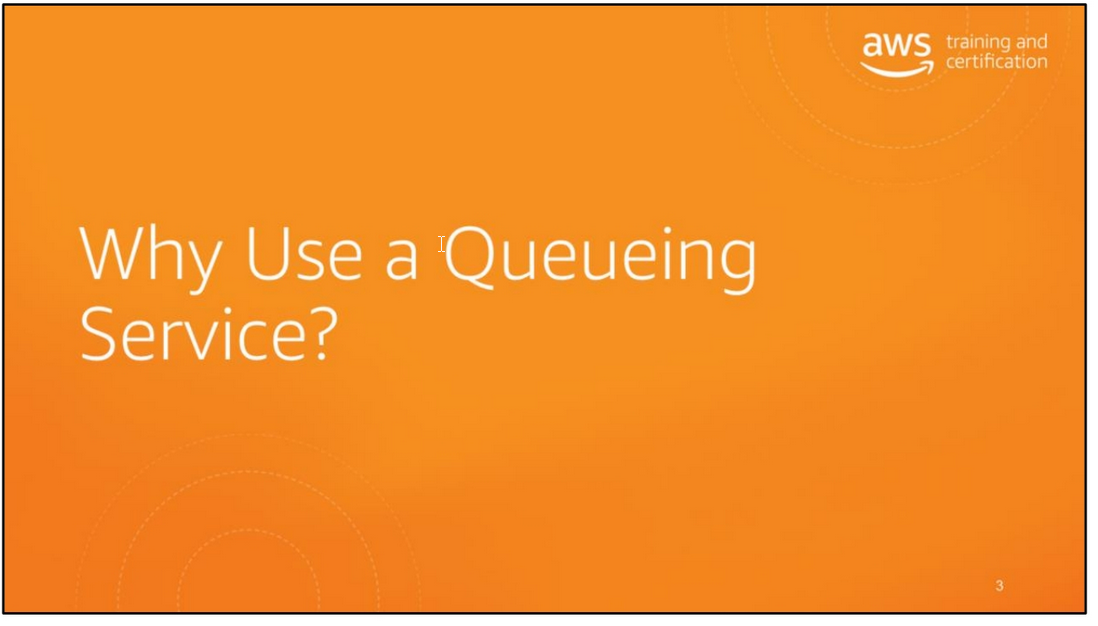 aws training and
certification
Why Use a Queueing
Service?
3